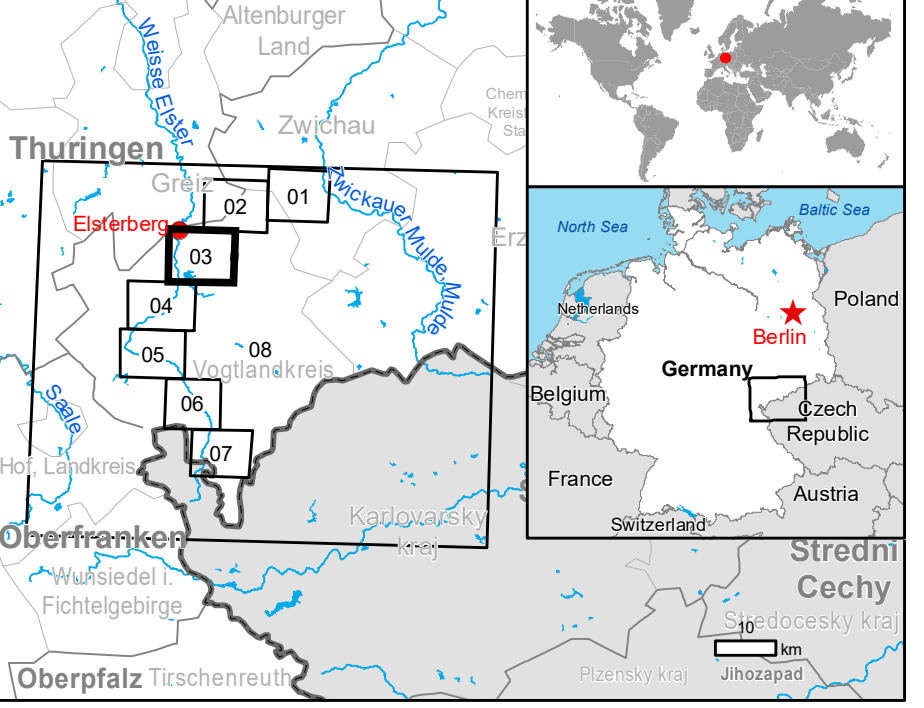 Altenburger
Land
Weisse Elster
Chem
Kreisf
Sta
Zwichau
Thuringen
Greiz
01
02
Zwickauer Mulde, Mulde
Elsterberg
Erz
03
04
05
08
Vogtlandkreis
Saale
06
07
Hof, Landkreis
Karlovarsky
kraj
Oberfranken
Wunsiedel i.
Fichtelgebirge
Oberpfalz
Tirschenreuth
North Sea
Baltic Sea
Netherlands
Poland
Berlin
Germany
Belgium
Czech
Republic
France
Austria
Switzerland
Stredni
Cechy
Stredocesky kraj
10
km
Plzensky kraj
Jihozapad